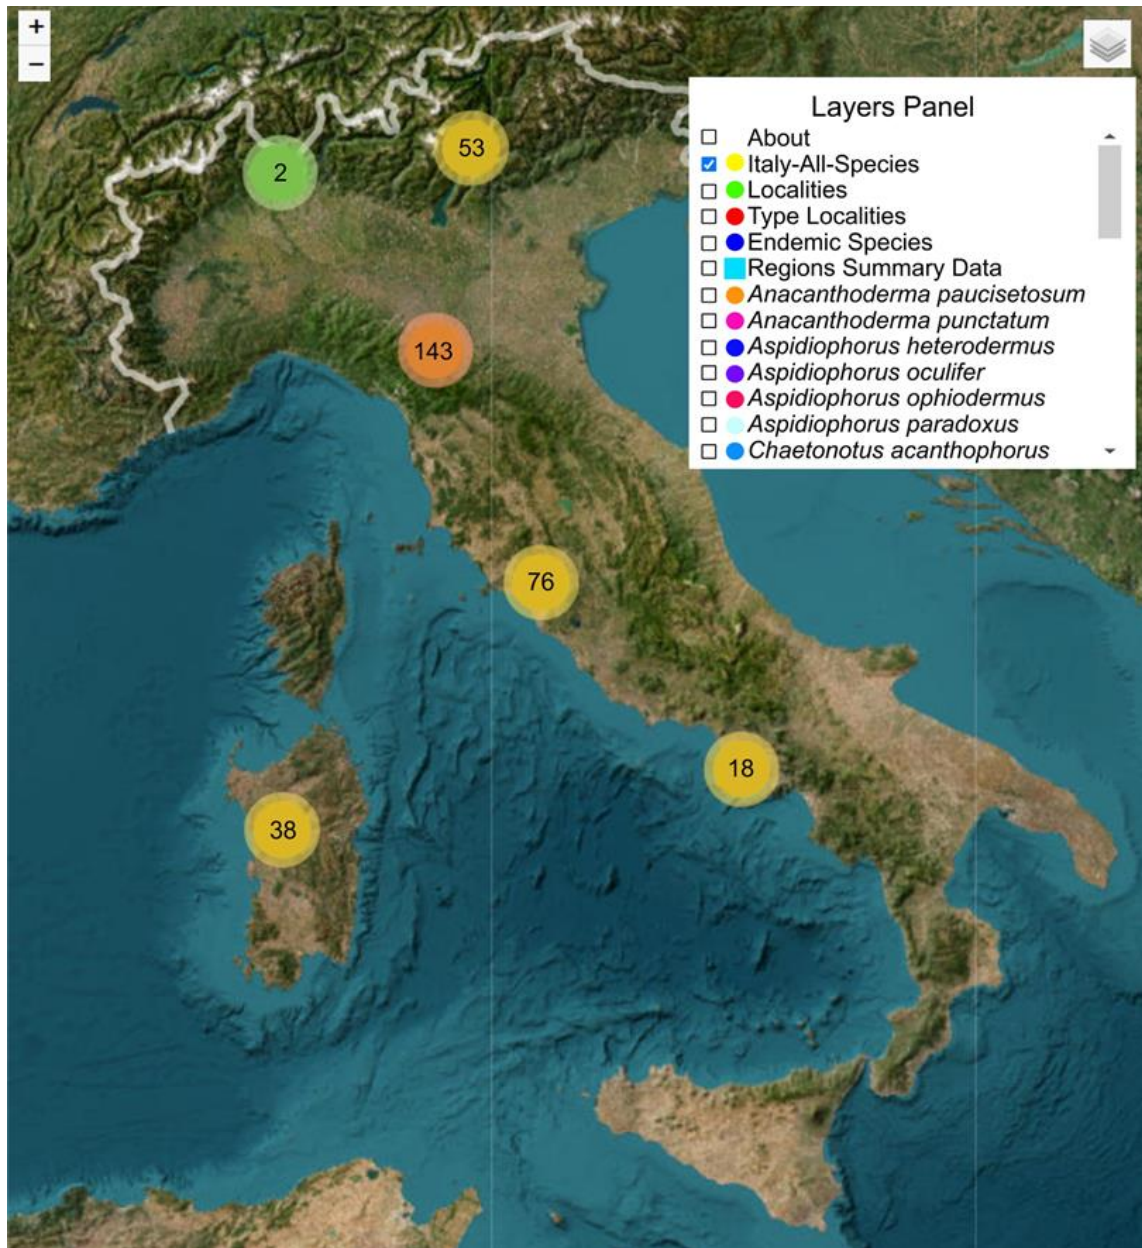 +
−
Layers Panel
About
Italy-All-Species
Localities
Type Localities
Endemic Species
Regions Summary Data
Anacanthoderma paucisetosum
Anacanthoderma punctatum
Aspidiophorus heterodermus
Aspidiophorus oculifer
Aspidiophorus ophiodermus
Aspidiophorus paradoxus
Chaetonotus acanthophorus
53
2
143
76
18
38